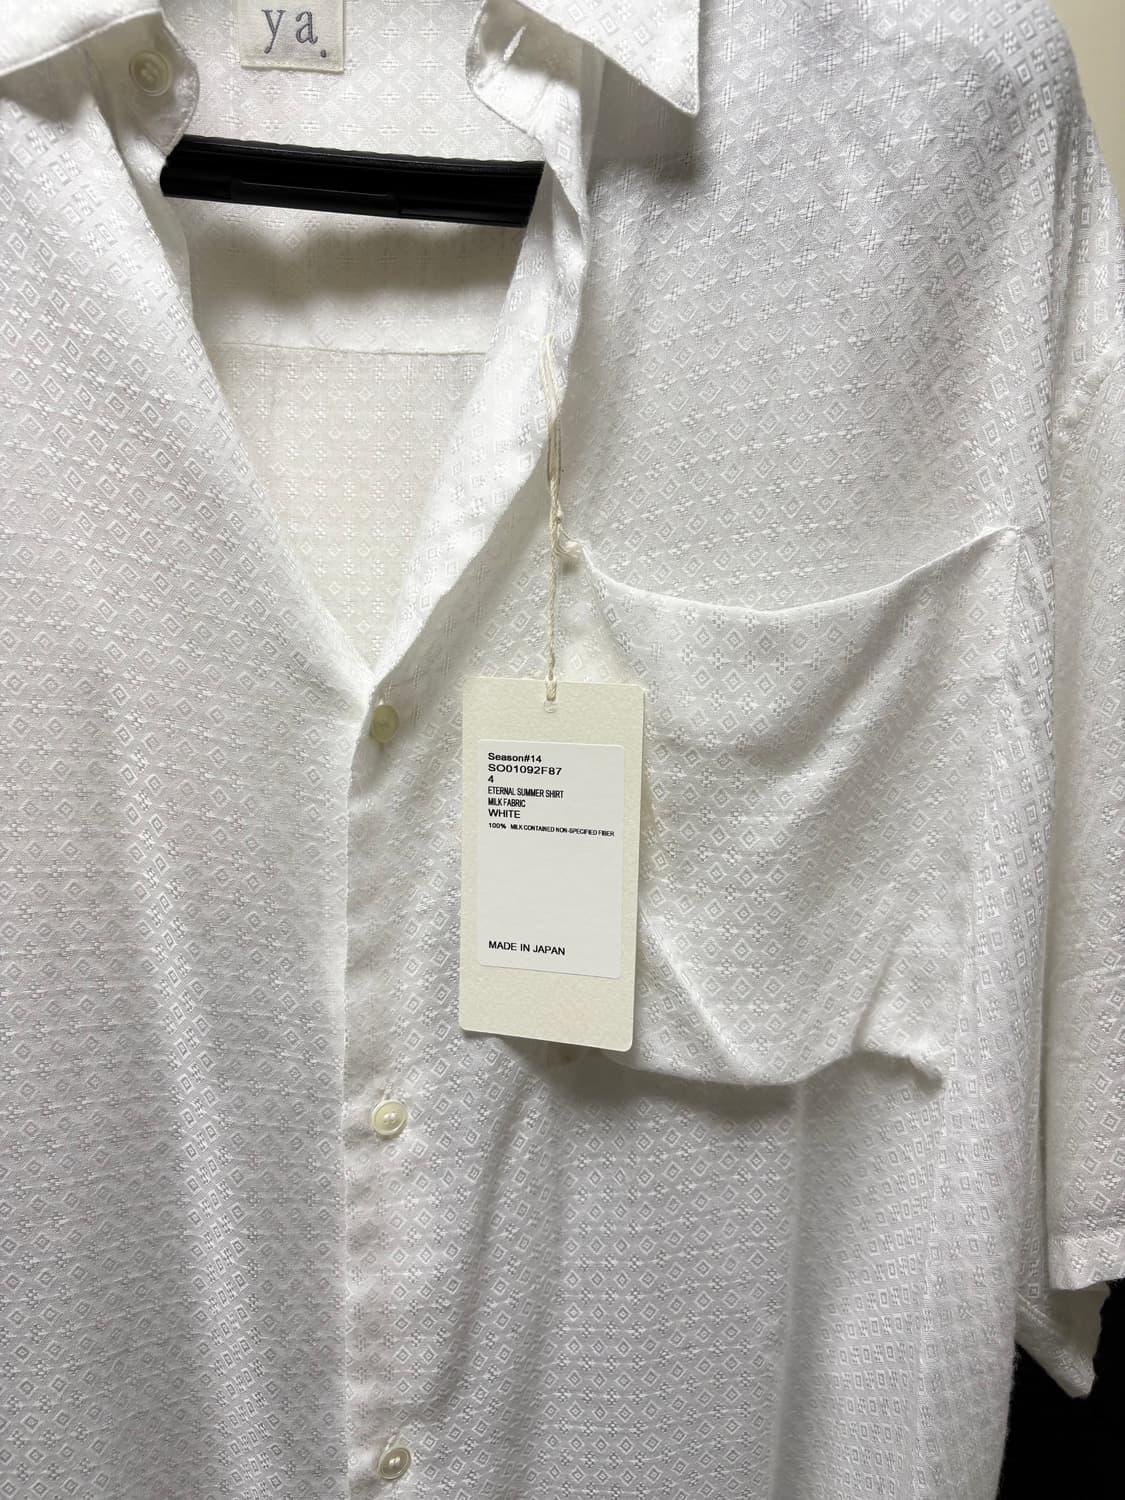 ya.
Season#14
SO01092F87
4
ETERNAL SUMMER SHIRT
MILK FABRIC
WHITE
100% MILK CONTAINED NON-SPECIFIED FIBER
MADE IN JAPAN